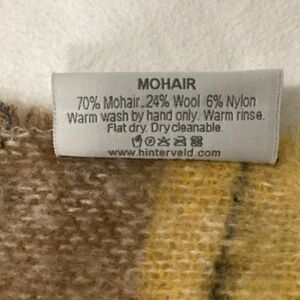 MOHAIR
70% Mohair..24% Wool 6% Nylon
Warm wash by hand only. Warm rinse.
Flat dry. Dry cleanable.
www.hinterveld.com